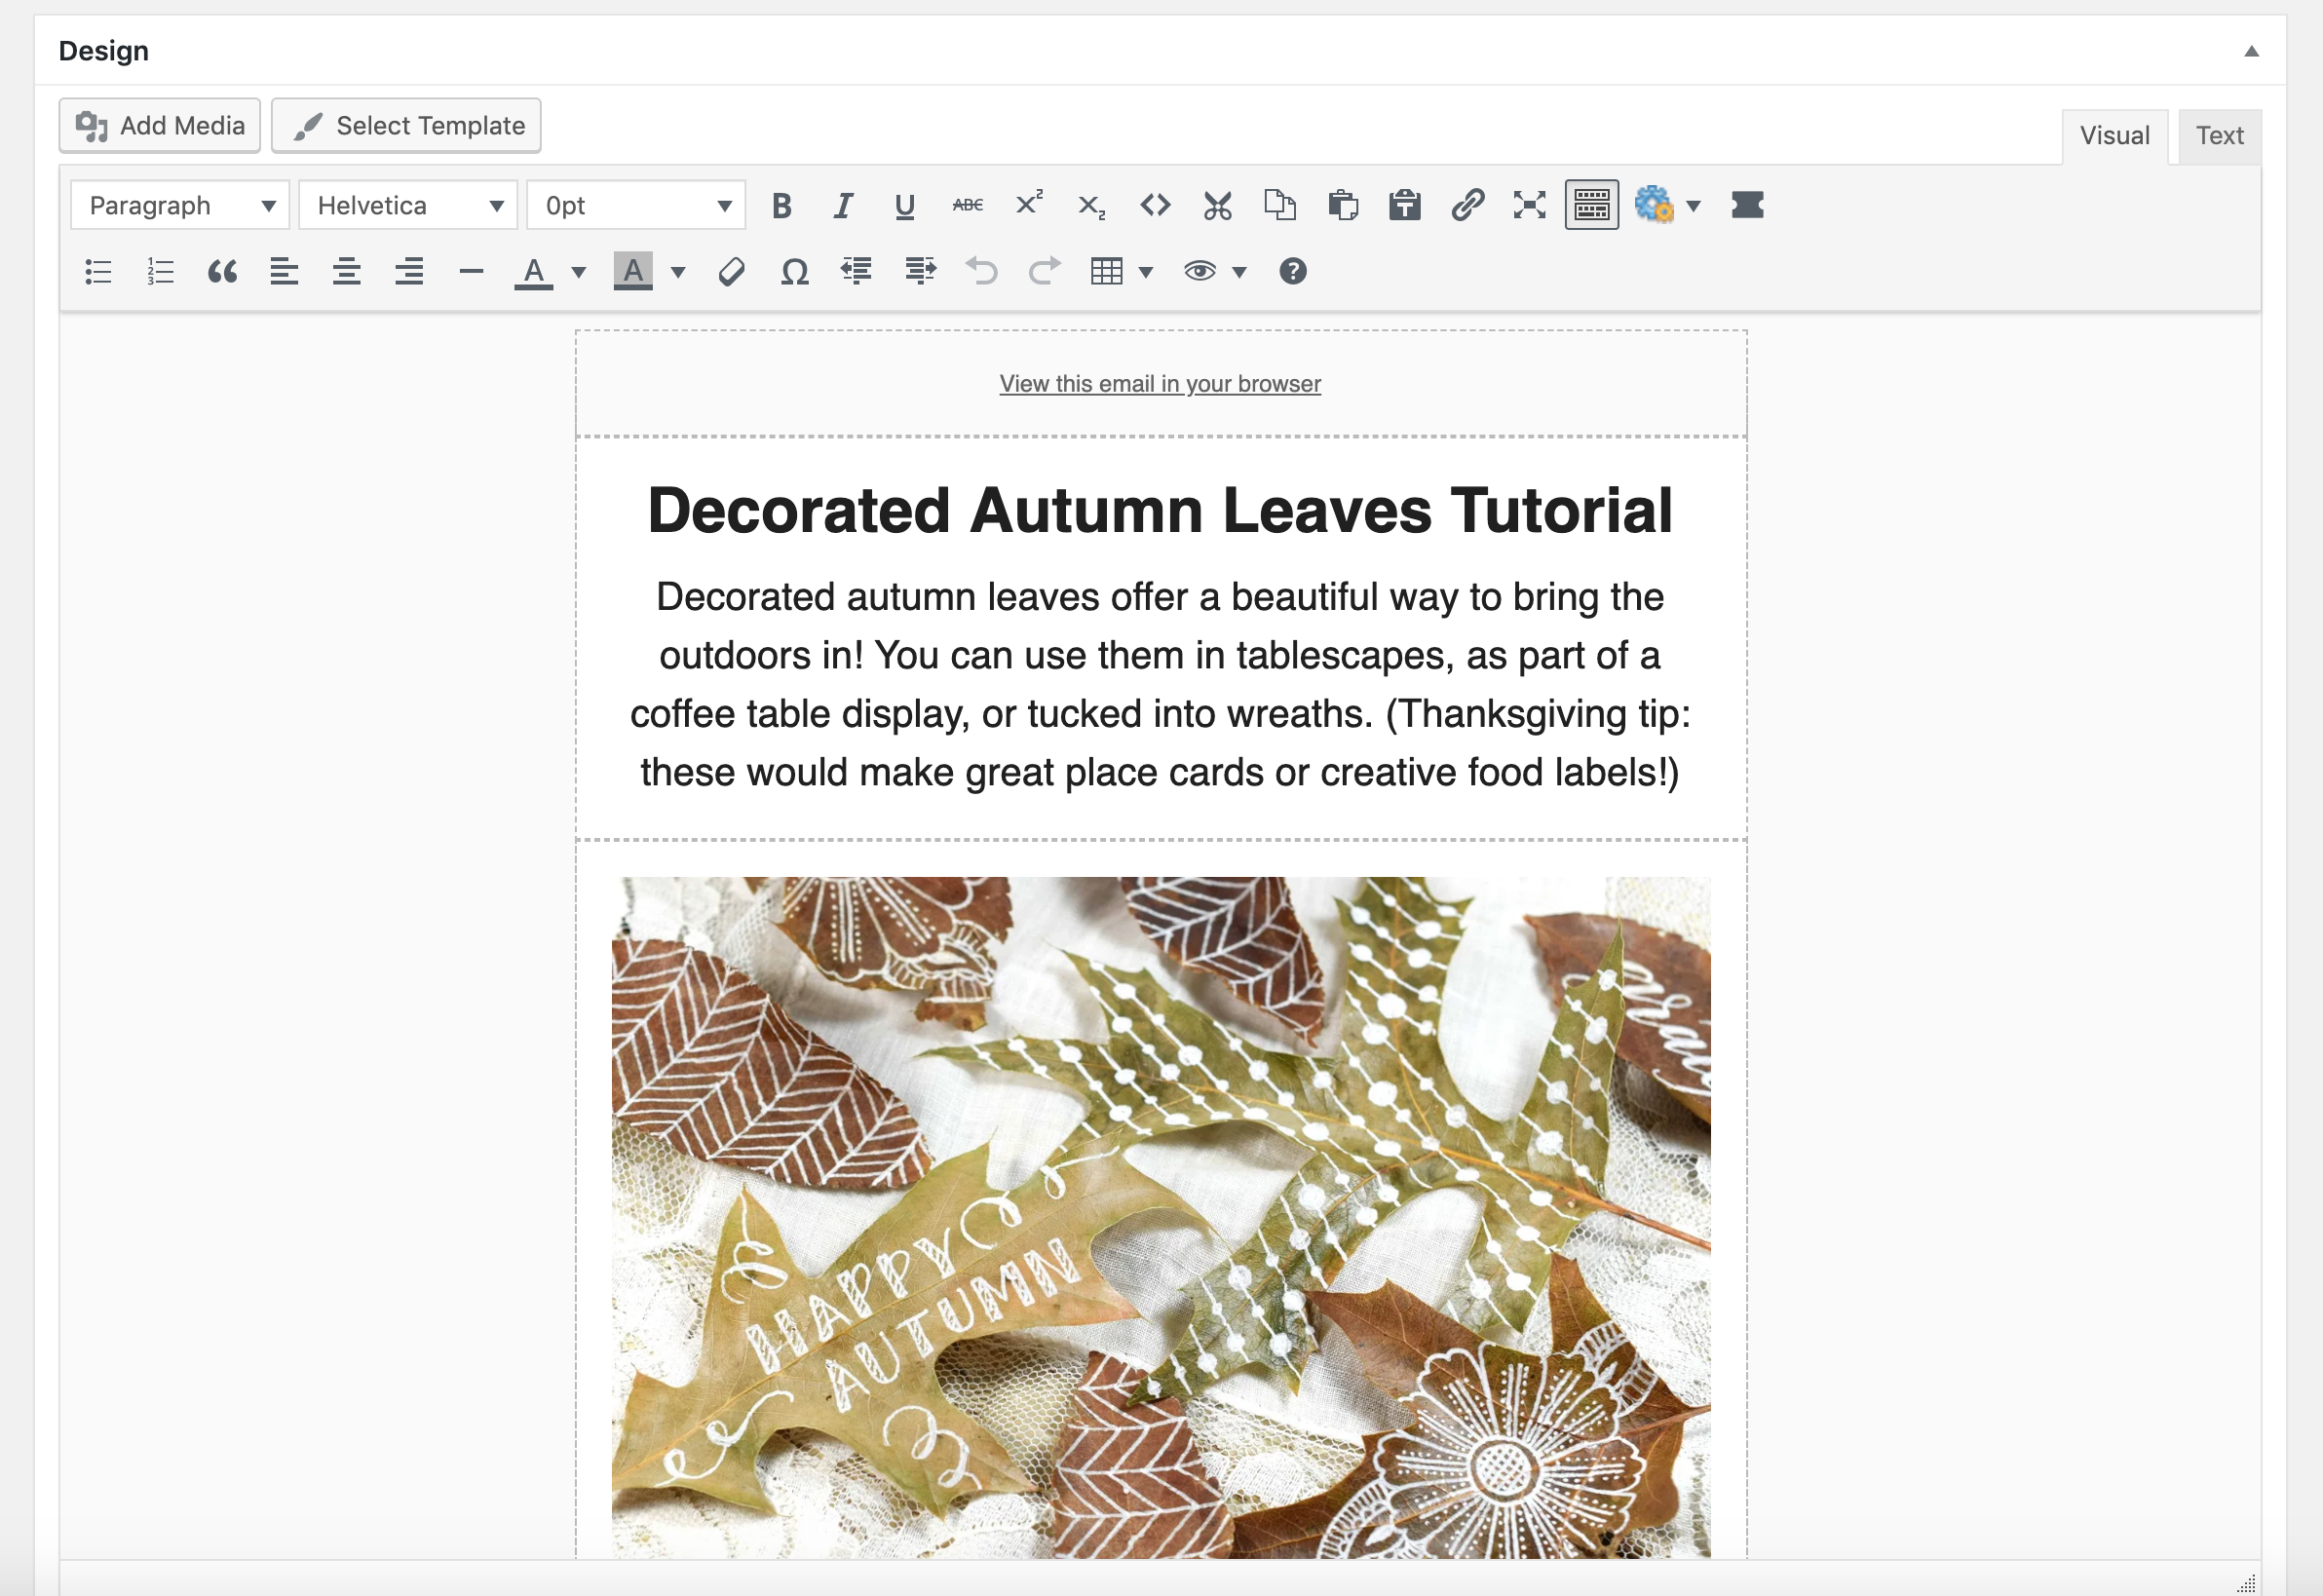 Design
Add Media
Select Template
Visual
Text
Paragraph
Helvetica
0pt
View this email in your browser
Decorated Autumn Leaves Tutorial
Decorated autumn leaves offer a beautiful way to bring the
outdoors in! You can use them in tablescapes, as part of a
coffee table display, or tucked into wreaths. (Thanksgiving tip:
these would make great place cards or creative food labels!)
HAPPY
AUTUMN